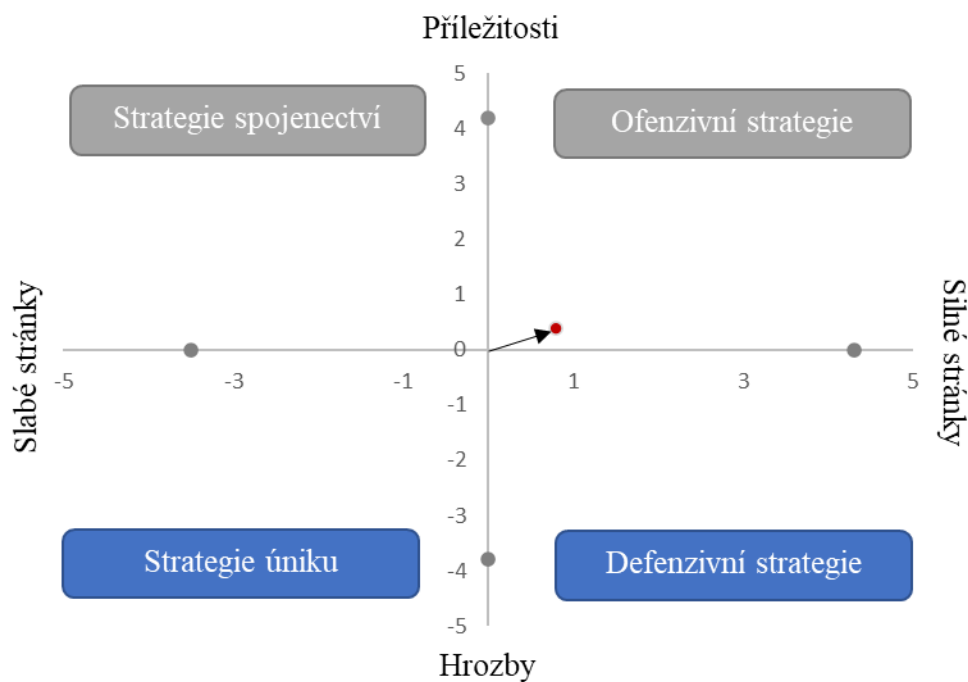 Příležitosti
5
Strategie spojenectví
Ofenzivní strategie
4
3
2
1
Slabé stránky
0
Silné stránky
-5
-3
-1
1
3
5
-1
-2
-3
Strategie úniku
Defenzivní strategie
-4
-5
Hrozby